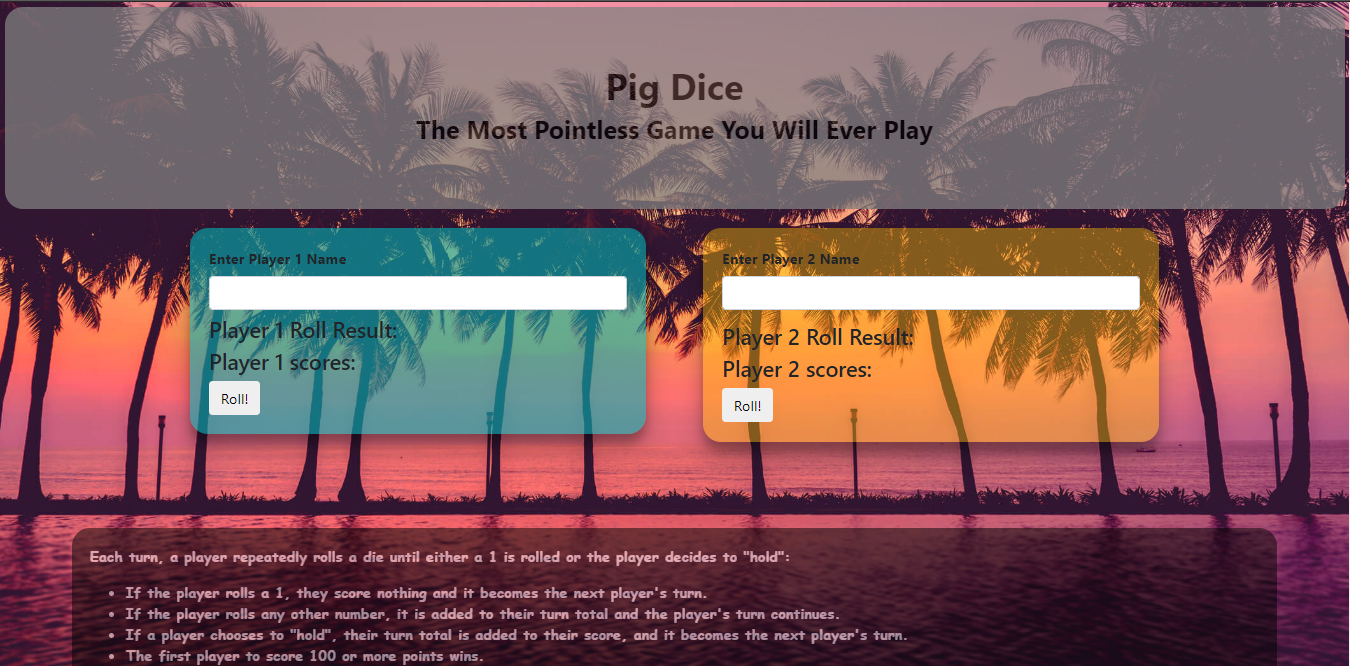 Pig Dice
The Most Pointless Game You Will Ever Play
Enter Player 1 Name
Player 1 Roll Result:
Player 1 scores:
Roll!
Enter Player 2 Name
Player 2 Roll Result:
Player 2 scores:
Roll!
Each turn, a player repeatedly rolls a die until either a 1 is rolled or the player decides to "hold":
• If the player rolls a 1, they score nothing and it becomes the next player's turn.
• If the player rolls any other number, it is added to their turn total and the player's turn continues.
• If a player chooses to "hold", their turn total is added to their score, and it becomes the next player's turn.
• The first player to score 100 or more points wins.